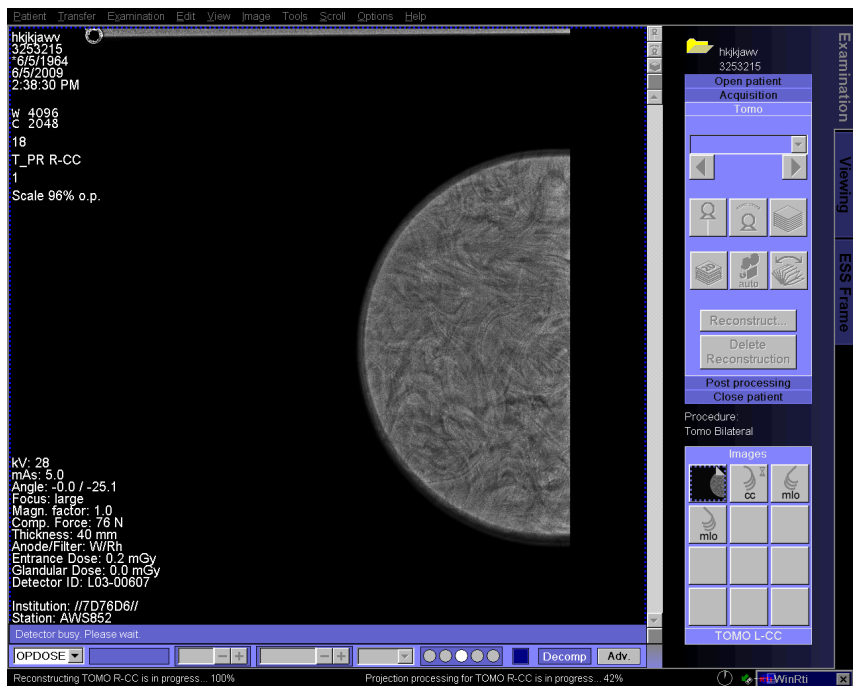 Patient Transfer Examination Edit View Image Tools Scroll Options Help
hkjkjawv
3253215
*6/5/1964
6/5/2009
2:38:30 PM
W 4096
C 2048
18
T_PR R-CC
1
Scale 96% o.p.
kV: 28
mAs: 5.0
Angle: -0.0 / -25.1
Focus: large
Magn. factor: 1.0
Comp. Force: 76 N
Thickness: 40 mm
Anode/Filter: W/Rh
Entrance Dose: 0.2 mGy
Glandular Dose: 0.0 mGy
Detector ID: L03-00607
Institution: //7D76D6//
Station: AWS852
Detector busy. Please wait.
OPDOSE
Decomp
Adv.
Reconstructing TOMO R-CC is in progress... 100%
Projection processing for TOMO R-CC is in progress... 42%
WinRti
hkjkjawv
3253215
Open patient
Acquisition
Tomo
auto
Reconstruct...
Delete
Reconstruction
Post processing
Close patient
Procedure:
Tomo Bilateral
Images
cc
mlo
mlo
TOMO L-CC
Examination
Viewing
ESS Frame